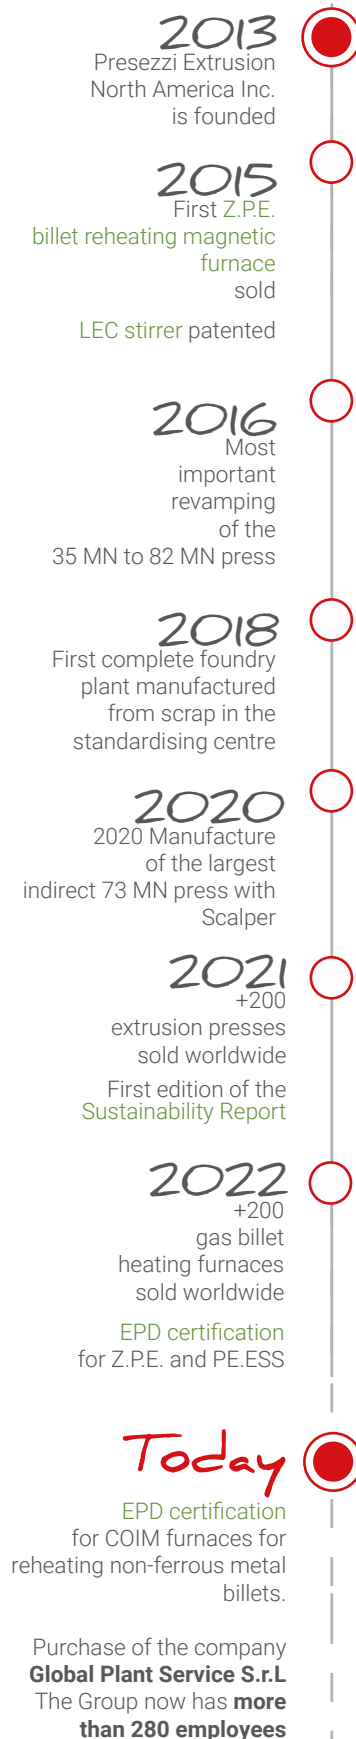 2013
Presezzi Extrusion
North America Inc.
is founded
2015
First Z.P.E.
billet reheating magnetic
furnace
sold
LEC stirrer patented
2016
Most
important
revamping
of the
35 MN to 82 MN press
2018
First complete foundry
plant manufactured
from scrap in the
standardising centre
2020
2020 Manufacture
of the largest
indirect 73 MN press with
Scalper
2021
+200
extrusion presses
sold worldwide
First edition of the
Sustainability Report
2022
+200
gas billet
heating furnaces
sold worldwide
EPD certification
for Z.P.E. and PE.ESS
Today
EPD certification
for COIM furnaces for
reheating non-ferrous metal
billets.
Purchase of the company
Global Plant Service S.r.L
The Group now has more
than 280 employees